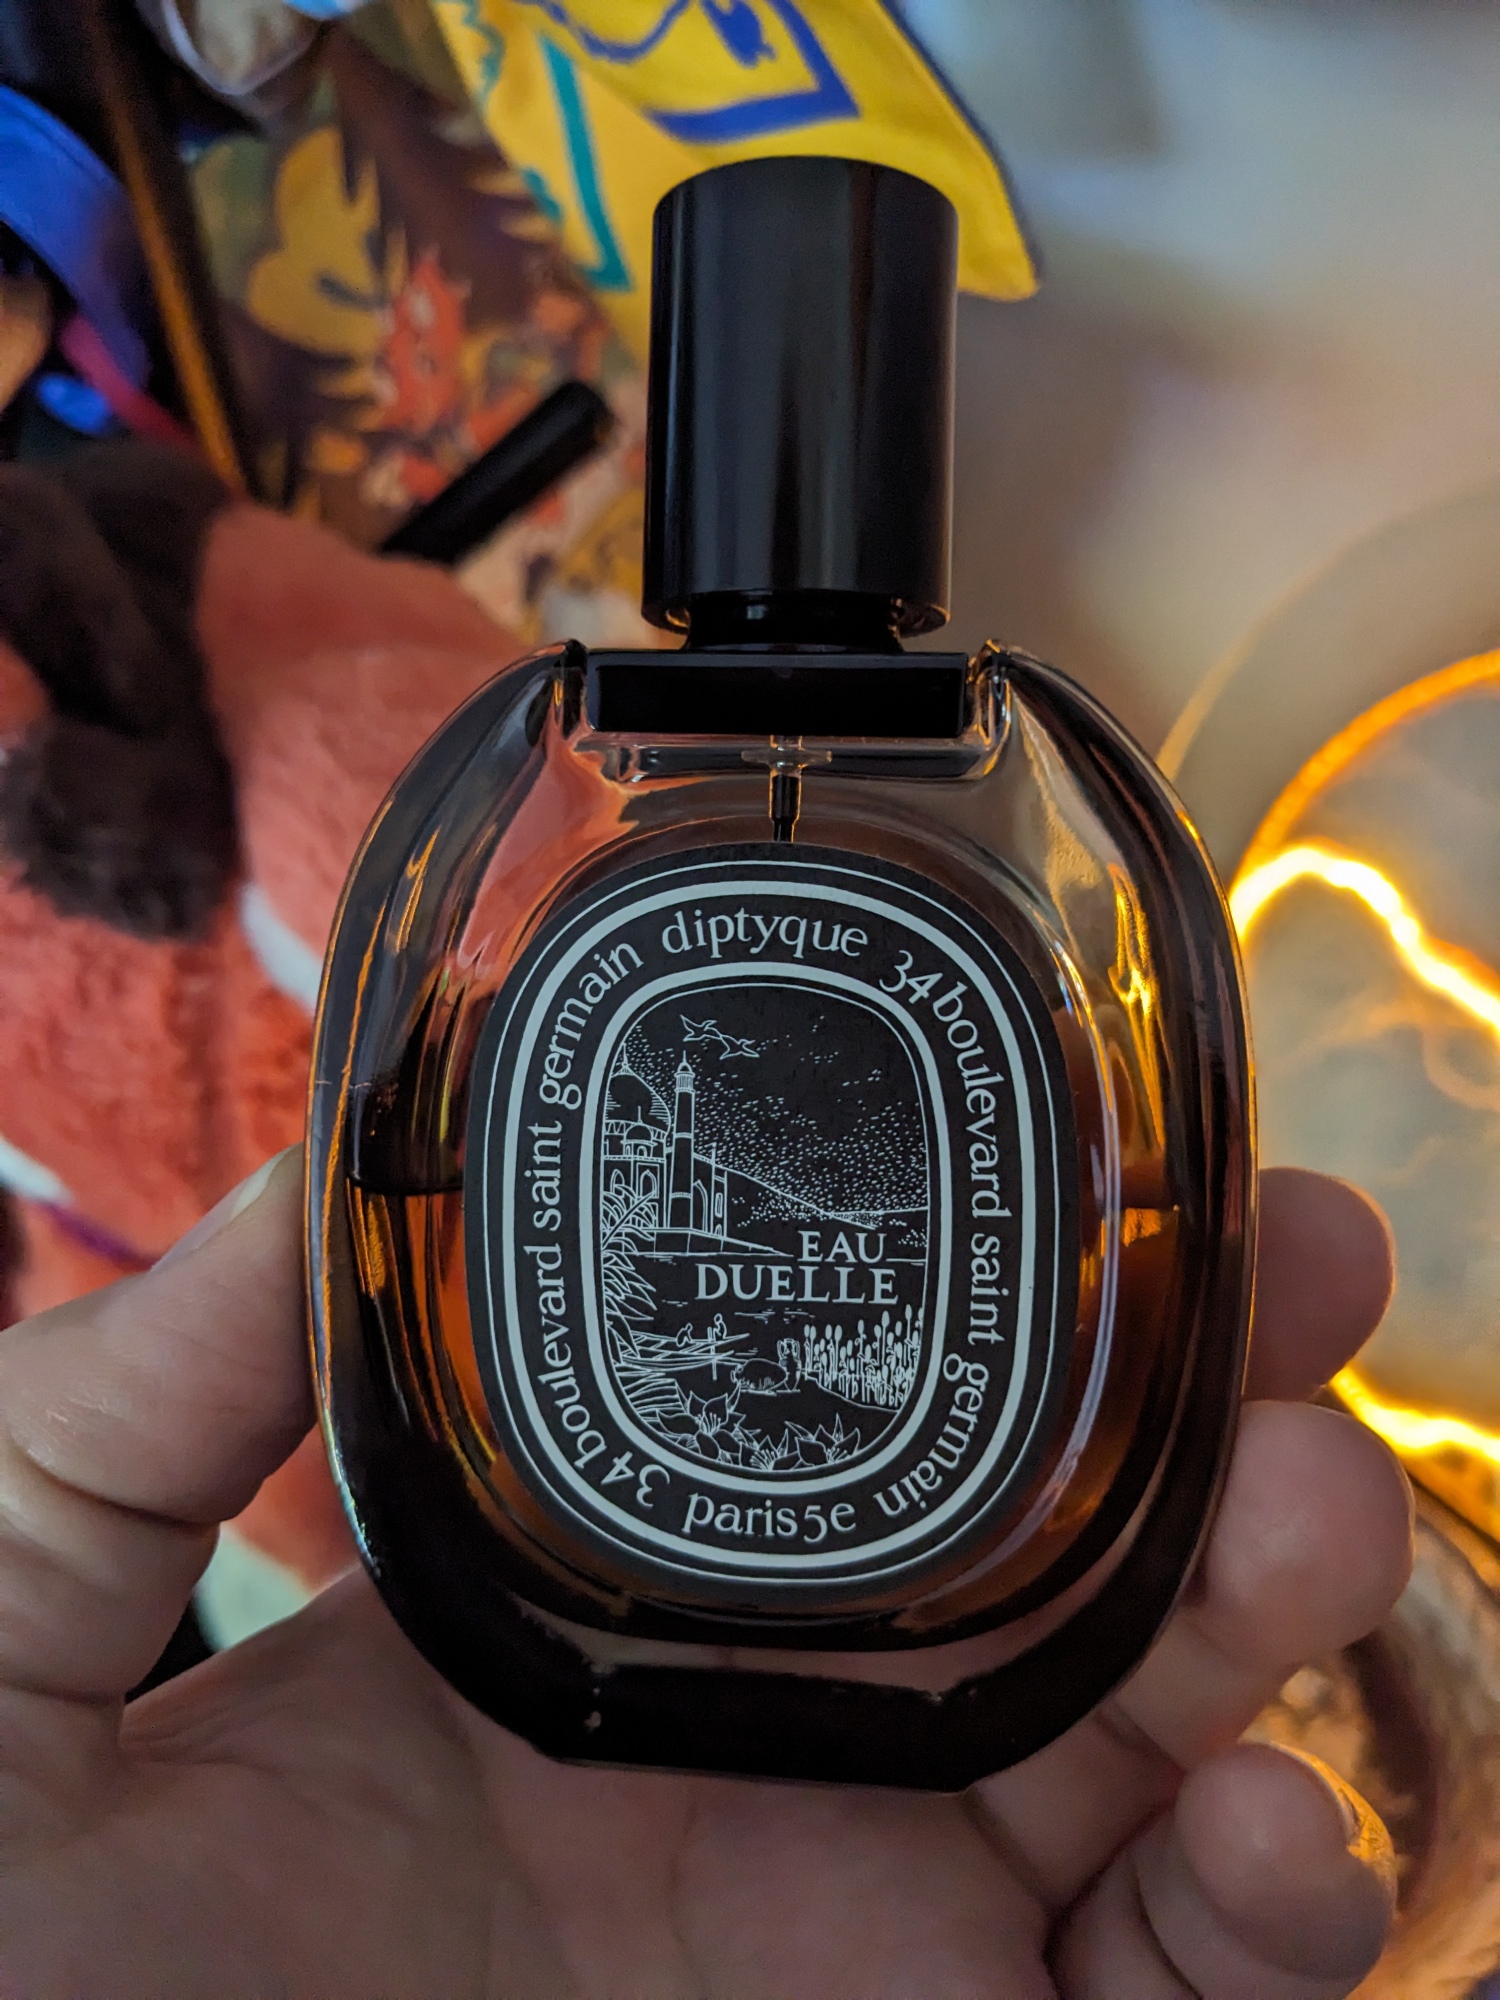 diptyque 34 boulevard saint germain paris 5e 34 boulevard saint germain
EAU
DUELLE